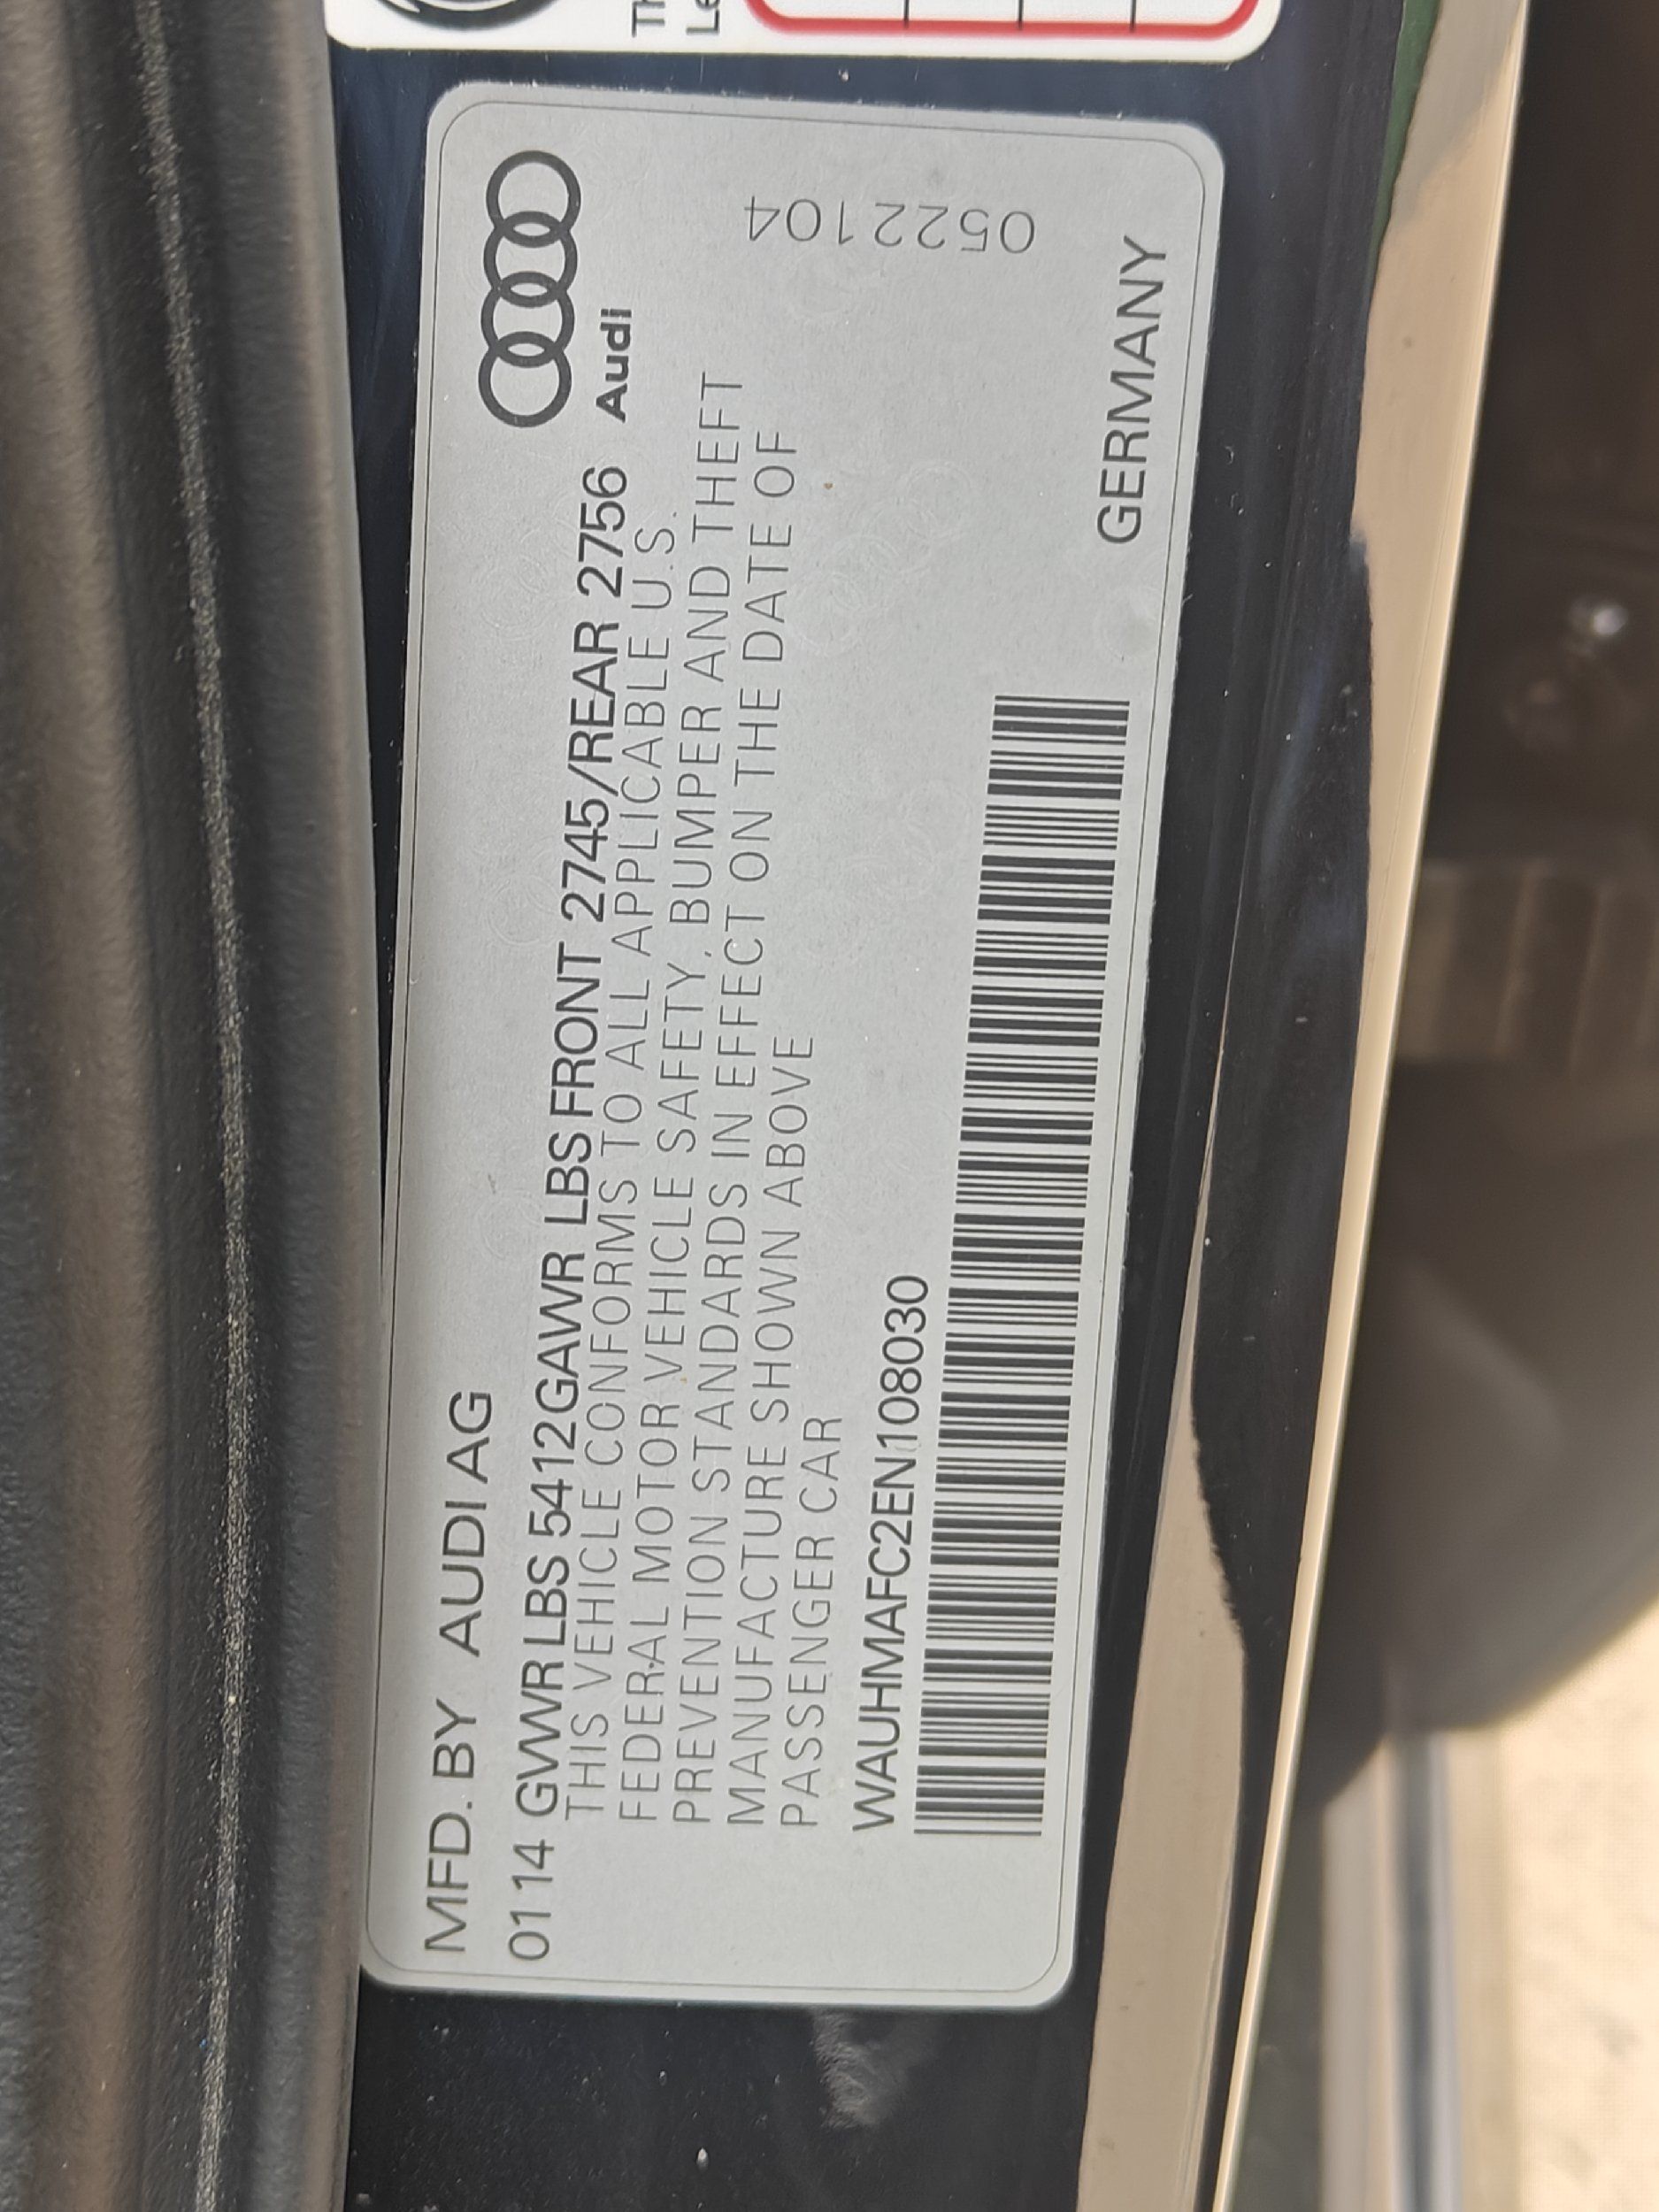 MFD. BY AUDI AG
0114 GVWR LBS 5412GAWR LBS FRONT 2745/REAR 2756
Audi
THIS VEHICLE CONFORMS TO ALL APPLICABLE U.S.
FEDERAL MOTOR VEHICLE SAFETY, BUMPER AND THEFT
PREVENTION STANDARDS IN EFFECT ON THE DATE OF
MANUFACTURE SHOWN ABOVE
PASSENGER CAR
0522104
WAUHMAFC2EN108030
GERMANY